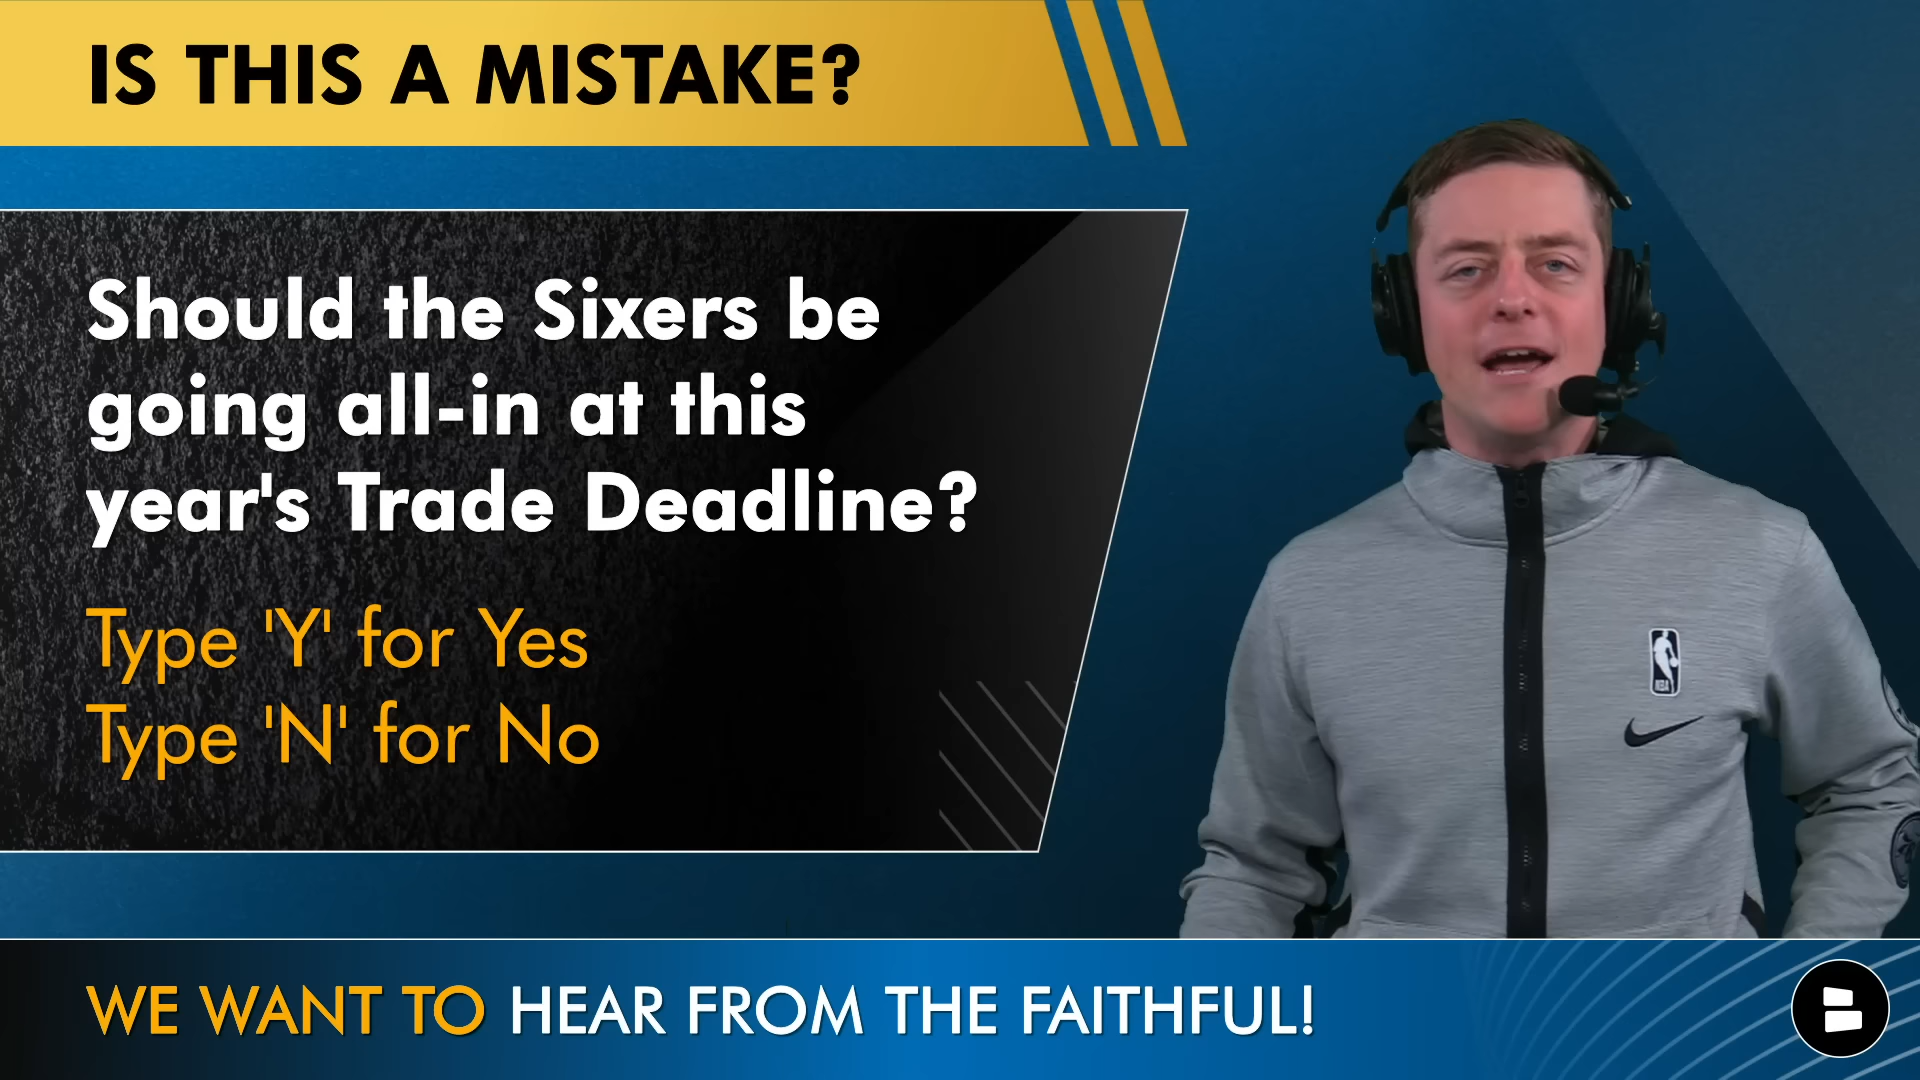 IS THIS A MISTAKE?
Should the Sixers be
going all-in at this
year's Trade Deadline?
Type 'Y' for Yes
Type 'N' for No
NBA
WE WANT TO HEAR FROM THE FAITHFUL!